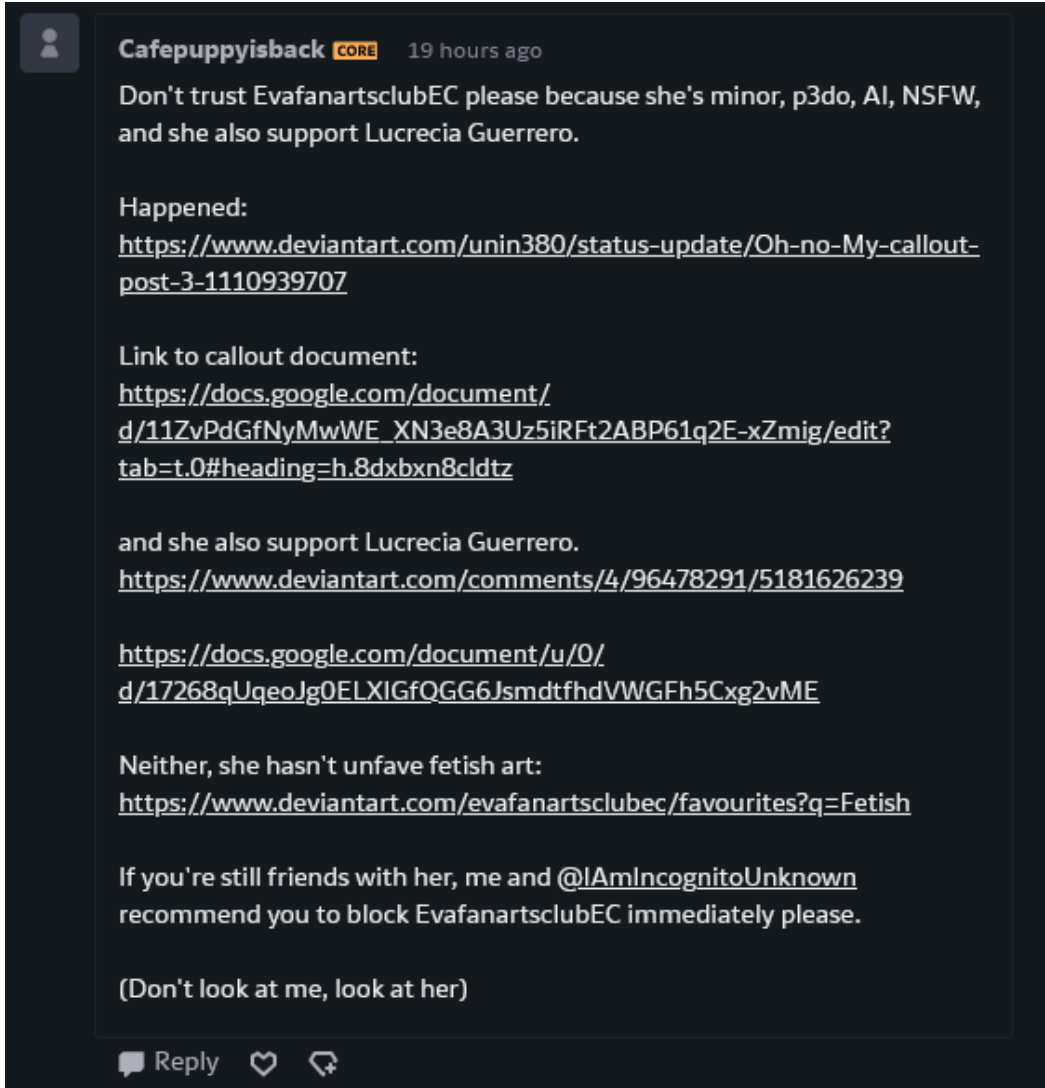 Cafepuppyisback CORE 19 hours ago
Don't trust EvafanartsclubEC please because she's minor, p3do, AI, NSFW,
and she also support Lucrecia Guerrero.
Happened:
https://www.deviantart.com/unin380/status-update/Oh-no-My-callout-
post-3-1110939707
Link to callout document:
https://docs.google.com/document/
d/11ZvPdGfNyMwWE_XN3e8A3Uz5iRFt2ABP61q2E-xZmig/edit?
tab=t.0#heading=h.8dxbxn8cldtz
and she also support Lucrecia Guerrero.
https://www.deviantart.com/comments/4/96478291/5181626239
https://docs.google.com/document/u/0/
d/17268qUqeoJg0ELXIGfQGG6JsmdtfhdVWGFh5Cxg2vME
Neither, she hasn't unfave fetish art:
https://www.deviantart.com/evafanartsclubec/favourites?q=Fetish
If you're still friends with her, me and @IAmIncognitoUnknown
recommend you to block EvafanartsclubEC immediately please.
(Don't look at me, look at her)
Reply